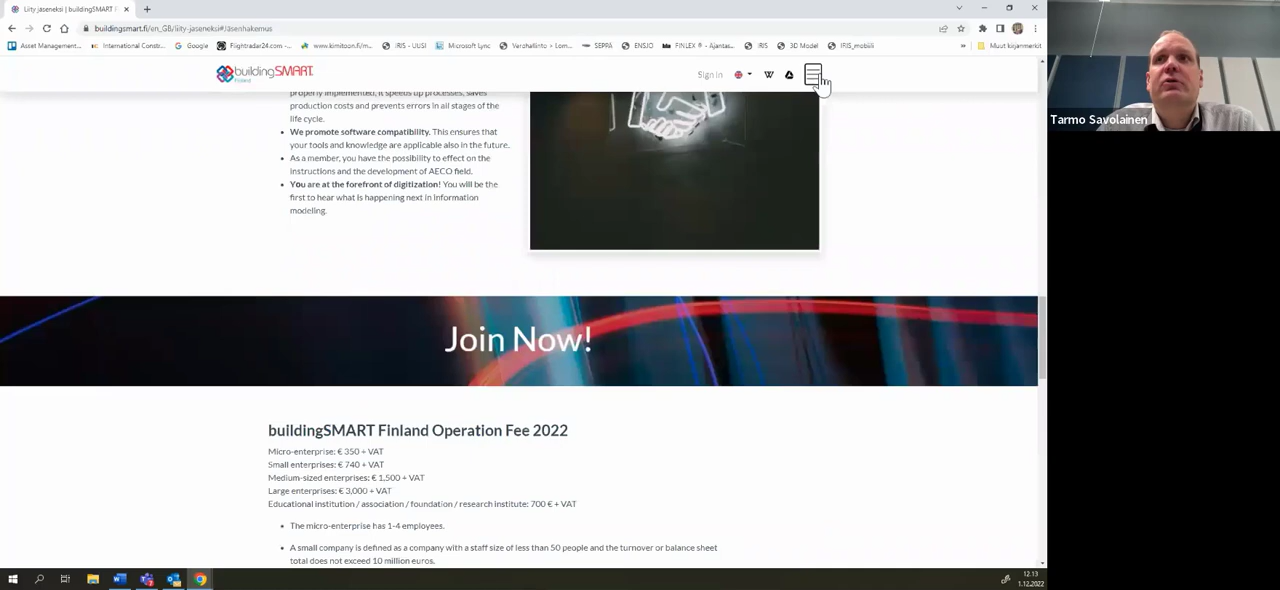 Liity jäseneksi | buildingSMART Fi
buildingsmart.fi/en_GB/liity-jaseneksi#Jäsenhakemus
Asset Management... International Constr... Google Flightradar24.com -... www.kimitoon.fi/m... IRIS - UUSI Microsoft Lync Verohallinto » Lom... SEPPA ENSJO FINLEX ® - Ajantas... IRIS 3D Model IRIS_mobiili » Muut kirjanmerkit
buildingSMART
Finland
Sign in
properly implemented, it speeds up processes, saves
production costs and prevents errors in all stages of the
life cycle.
We promote software compatibility. This ensures that
your tools and knowledge are applicable also in the future.
As a member, you have the possibility to effect on the
instructions and the development of AECO field.
You are at the forefront of digitization! You will be the
first to hear what is happening next in information
modeling.
Join Now!
buildingSMART Finland Operation Fee 2022
Micro-enterprise: € 350 + VAT
Small enterprises: € 740 + VAT
Medium-sized enterprises: € 1,500 + VAT
Large enterprises: € 3,000 + VAT
Educational institution / association / foundation / research institute: 700 € + VAT
The micro-enterprise has 1-4 employees.
A small company is defined as a company with a staff size of less than 50 people and the turnover or balance sheet
total does not exceed 10 million euros.
Tarmo Savolainen
12.13
1.12.2022